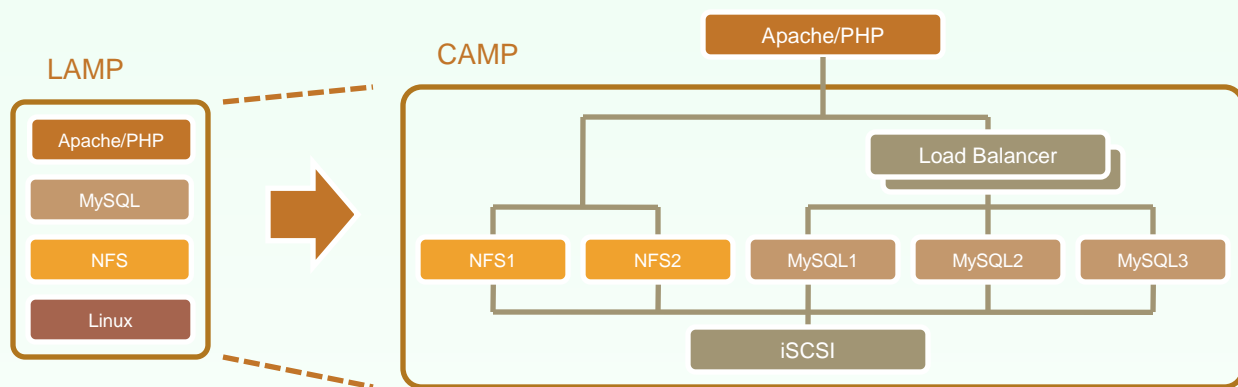 LAMP
Apache/PHP
MySQL
NFS
Linux
CAMP
Apache/PHP
Load Balancer
NFS1
NFS2
MySQL1
MySQL2
MySQL3
iSCSI